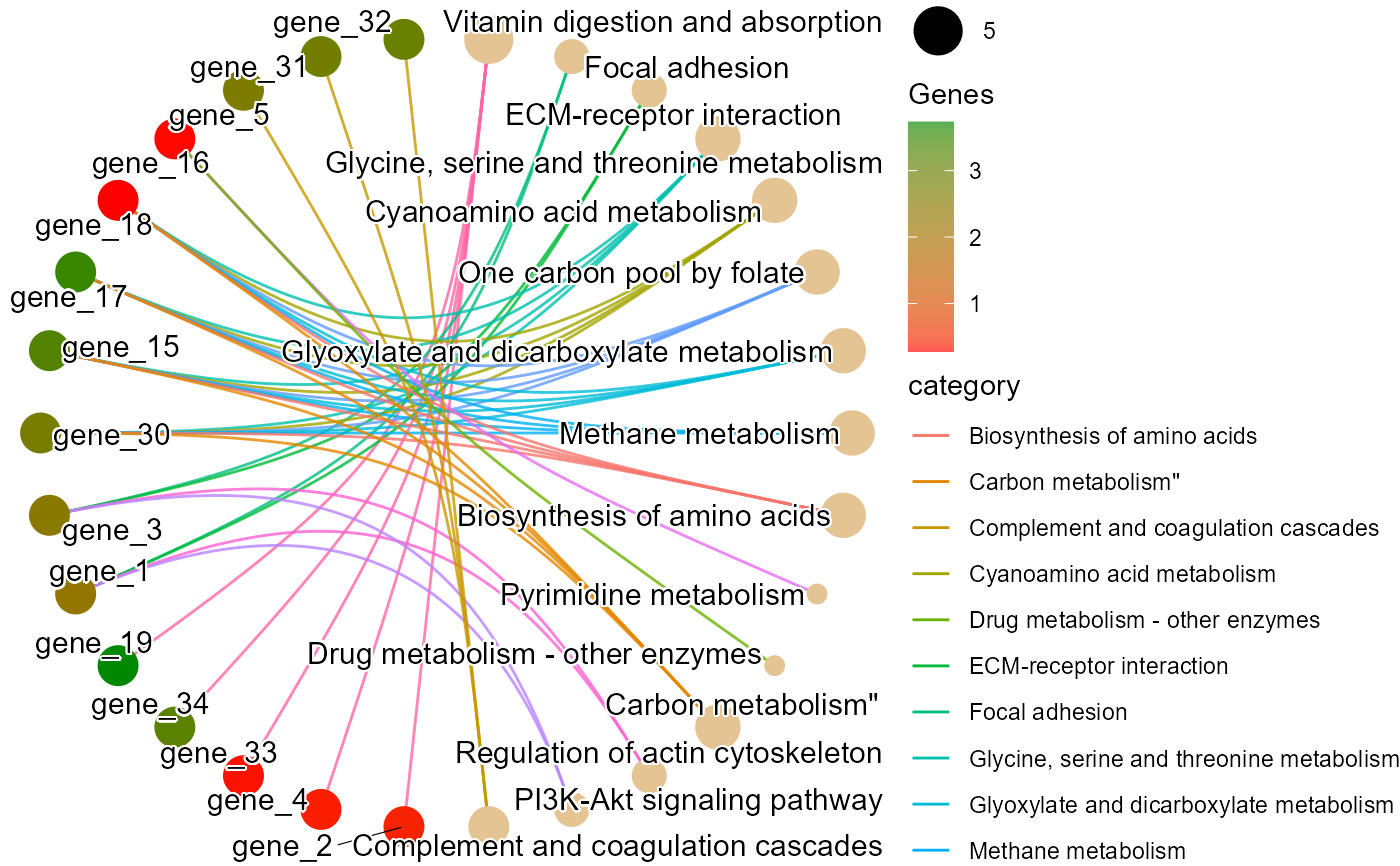 gene_32
Vitamin digestion and absorption
gene_31
Focal adhesion
gene_5
ECM-receptor interaction
gene_16
Glycine, serine and threonine metabolism
gene_18
Cyanoamino acid metabolism
gene_17
One carbon pool by folate
gene_15
Glyoxylate and dicarboxylate metabolism
gene_30
Methane metabolism
gene_3
Biosynthesis of amino acids
gene_1
Pyrimidine metabolism
gene_19
Drug metabolism - other enzymes
gene_34
Carbon metabolism"
gene_33
Regulation of actin cytoskeleton
gene_4
PI3K-Akt signaling pathway
gene_2
Complement and coagulation cascades
5
Genes
3
2
1
category
Biosynthesis of amino acids
Carbon metabolism"
Complement and coagulation cascades
Cyanoamino acid metabolism
Drug metabolism - other enzymes
ECM-receptor interaction
Focal adhesion
Glycine, serine and threonine metabolism
Glyoxylate and dicarboxylate metabolism
Methane metabolism